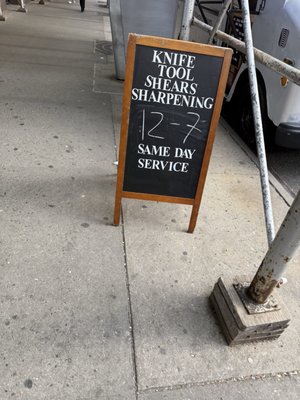 KNIFE
TOOL
SHEARS
SHARPENING
12-7
SAME DAY
SERVICE